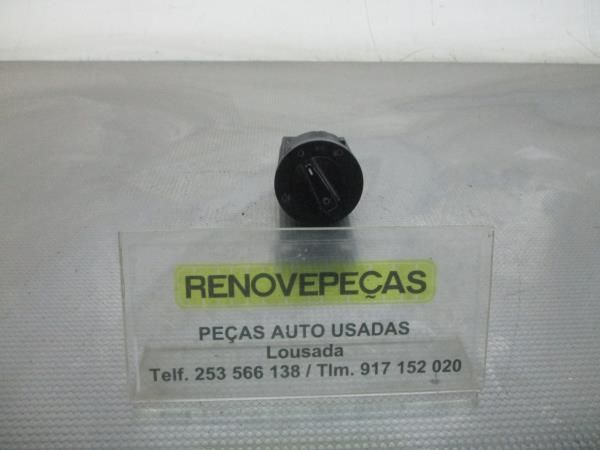 RENOVEPEÇAS
PEÇAS AUTO USADAS
Lousada
Telf. 253 566 138 / Tlm. 917 152 020